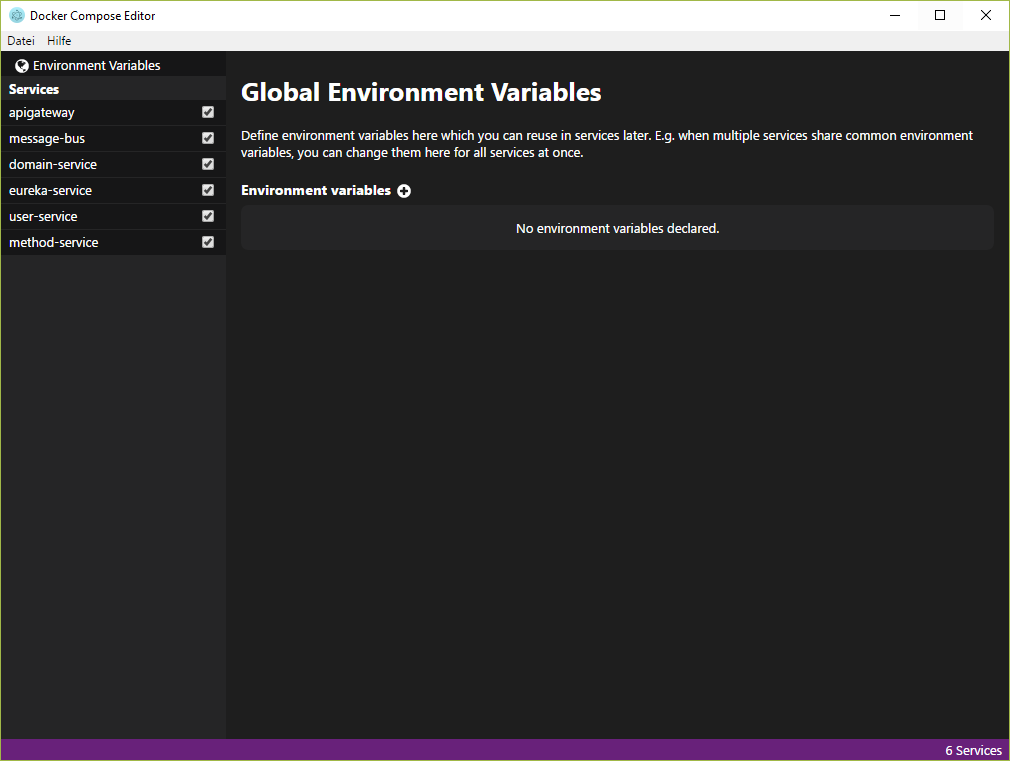 Docker Compose Editor
Datei Hilfe
Environment Variables
Services
apigateway
message-bus
domain-service
eureka-service
user-service
method-service
Global Environment Variables
Define environment variables here which you can reuse in services later. E.g. when multiple services share common environment
variables, you can change them here for all services at once.
Environment variables
No environment variables declared.
6 Services